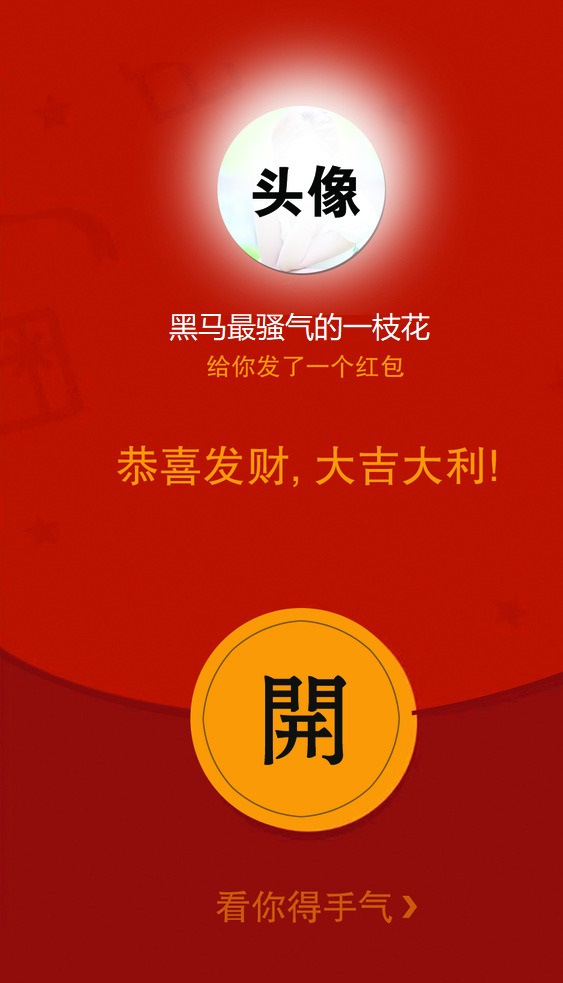 头像
黑马最骚气的一枝花
给你发了一个红包
恭喜发财, 大吉大利!
開
看你得手气 ❯